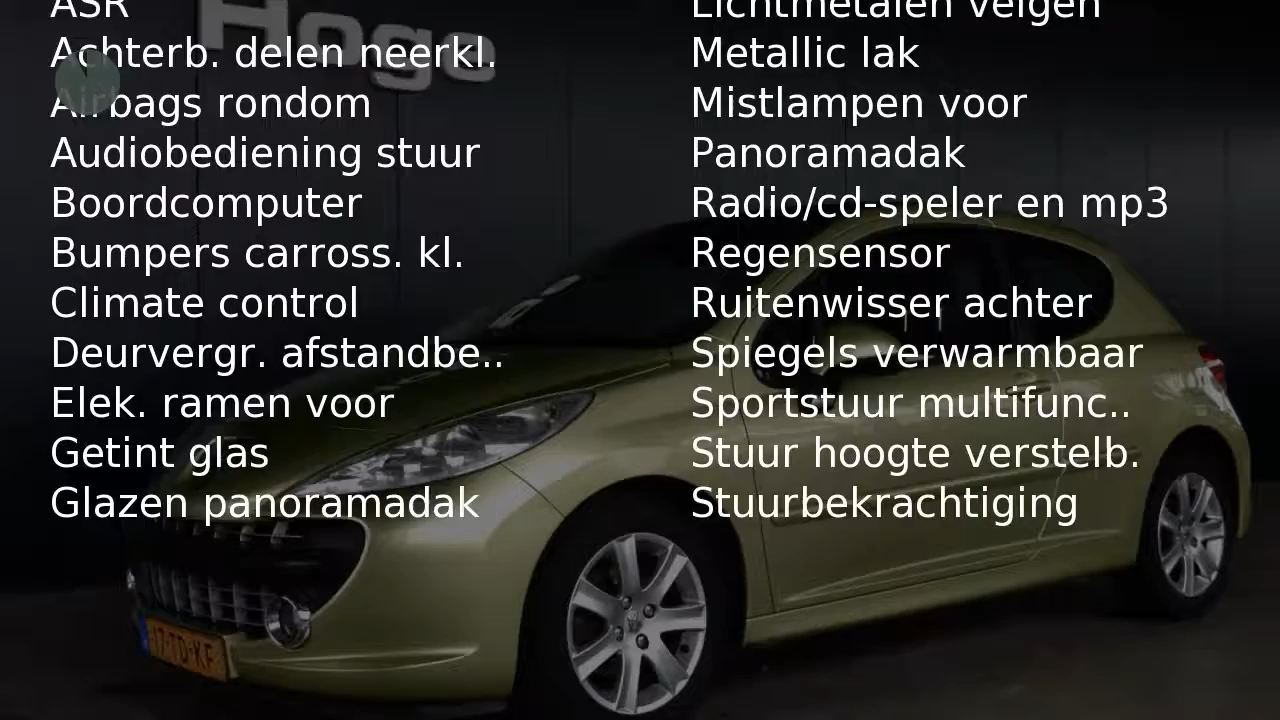 Hoge
ASR
Achterb. delen neerkl.
Airbags rondom
Audiobediening stuur
Boordcomputer
Bumpers carross. kl.
Climate control
Deurvergr. afstandbe..
Elek. ramen voor
Getint glas
Glazen panoramadak
Lichtmetalen velgen
Metallic lak
Mistlampen voor
Panoramadak
Radio/cd-speler en mp3
Regensensor
Ruitenwisser achter
Spiegels verwarmbaar
Sportstuur multifunc..
Stuur hoogte verstelb.
Stuurbekrachtiging